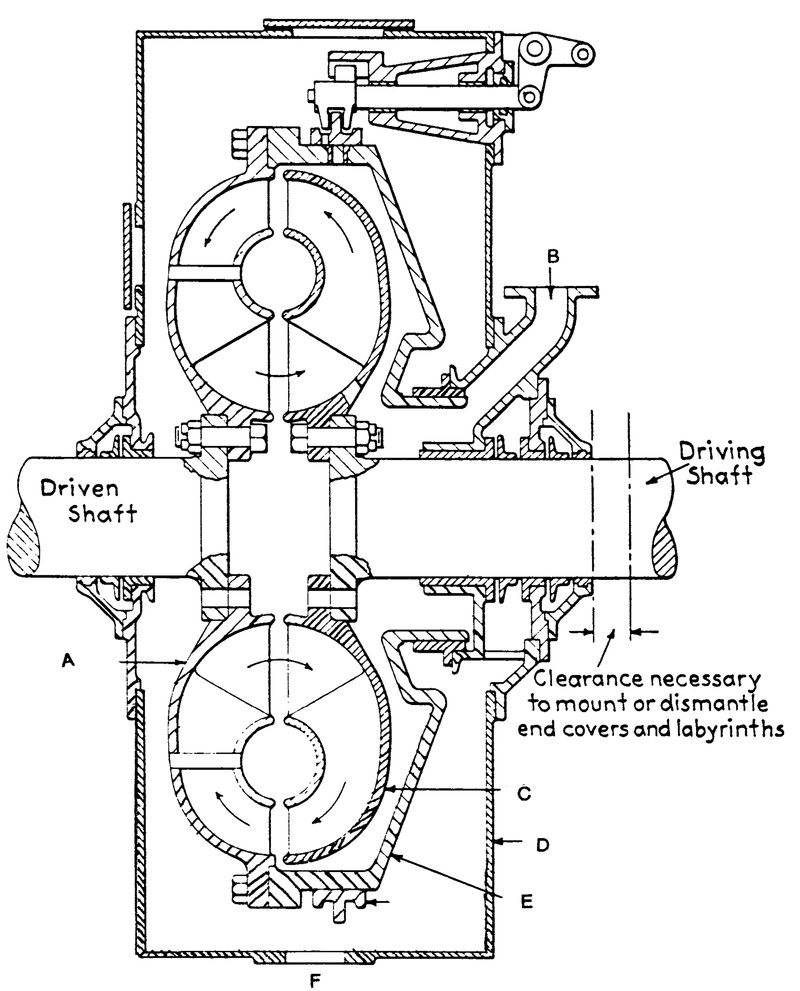 B
Driving
Shaft
Driven
Shaft
A
Clearance necessary
to mount or dismantle
end covers and labyrinths
C
D
E
F